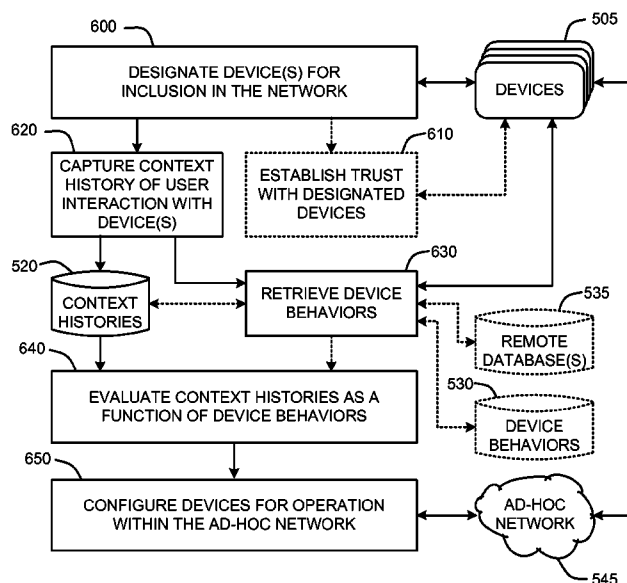 600
505
DESIGNATE DEVICE(S) FOR
INCLUSION IN THE NETWORK
DEVICES
620
610
CAPTURE CONTEXT
HISTORY OF USER
INTERACTION WITH
DEVICE(S)
ESTABLISH TRUST
WITH DESIGNATED
DEVICES
520
630
CONTEXT
HISTORIES
RETRIEVE DEVICE
BEHAVIORS
535
REMOTE
DATABASE(S)
640
530
EVALUATE CONTEXT HISTORIES AS A
FUNCTION OF DEVICE BEHAVIORS
DEVICE
BEHAVIORS
650
CONFIGURE DEVICES FOR OPERATION
WITHIN THE AD-HOC NETWORK
AD-HOC
NETWORK
545